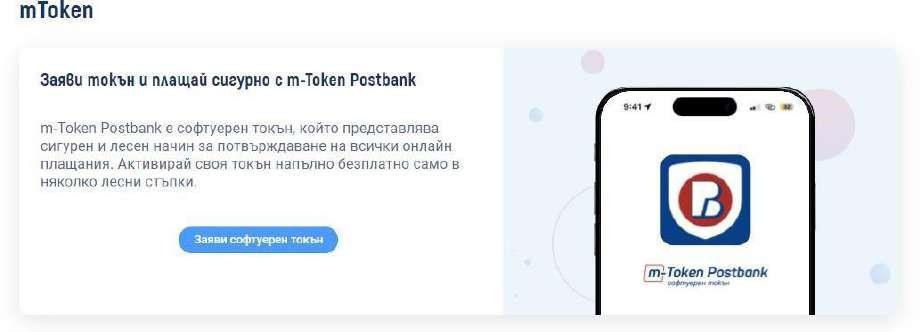 mToken
Заяви токън и плащай сигурно с m-Token Postbank
m-Token Postbank е софтуерен токън, който представлява
сигурен и лесен начин за потвърждаване на всички онлайн
плащания. Активирай своя токън напълно безплатно само в
няколко лесни стъпки.
Заяви софтуерен токън
9:41
m-Token Postbank
софтуерен токън